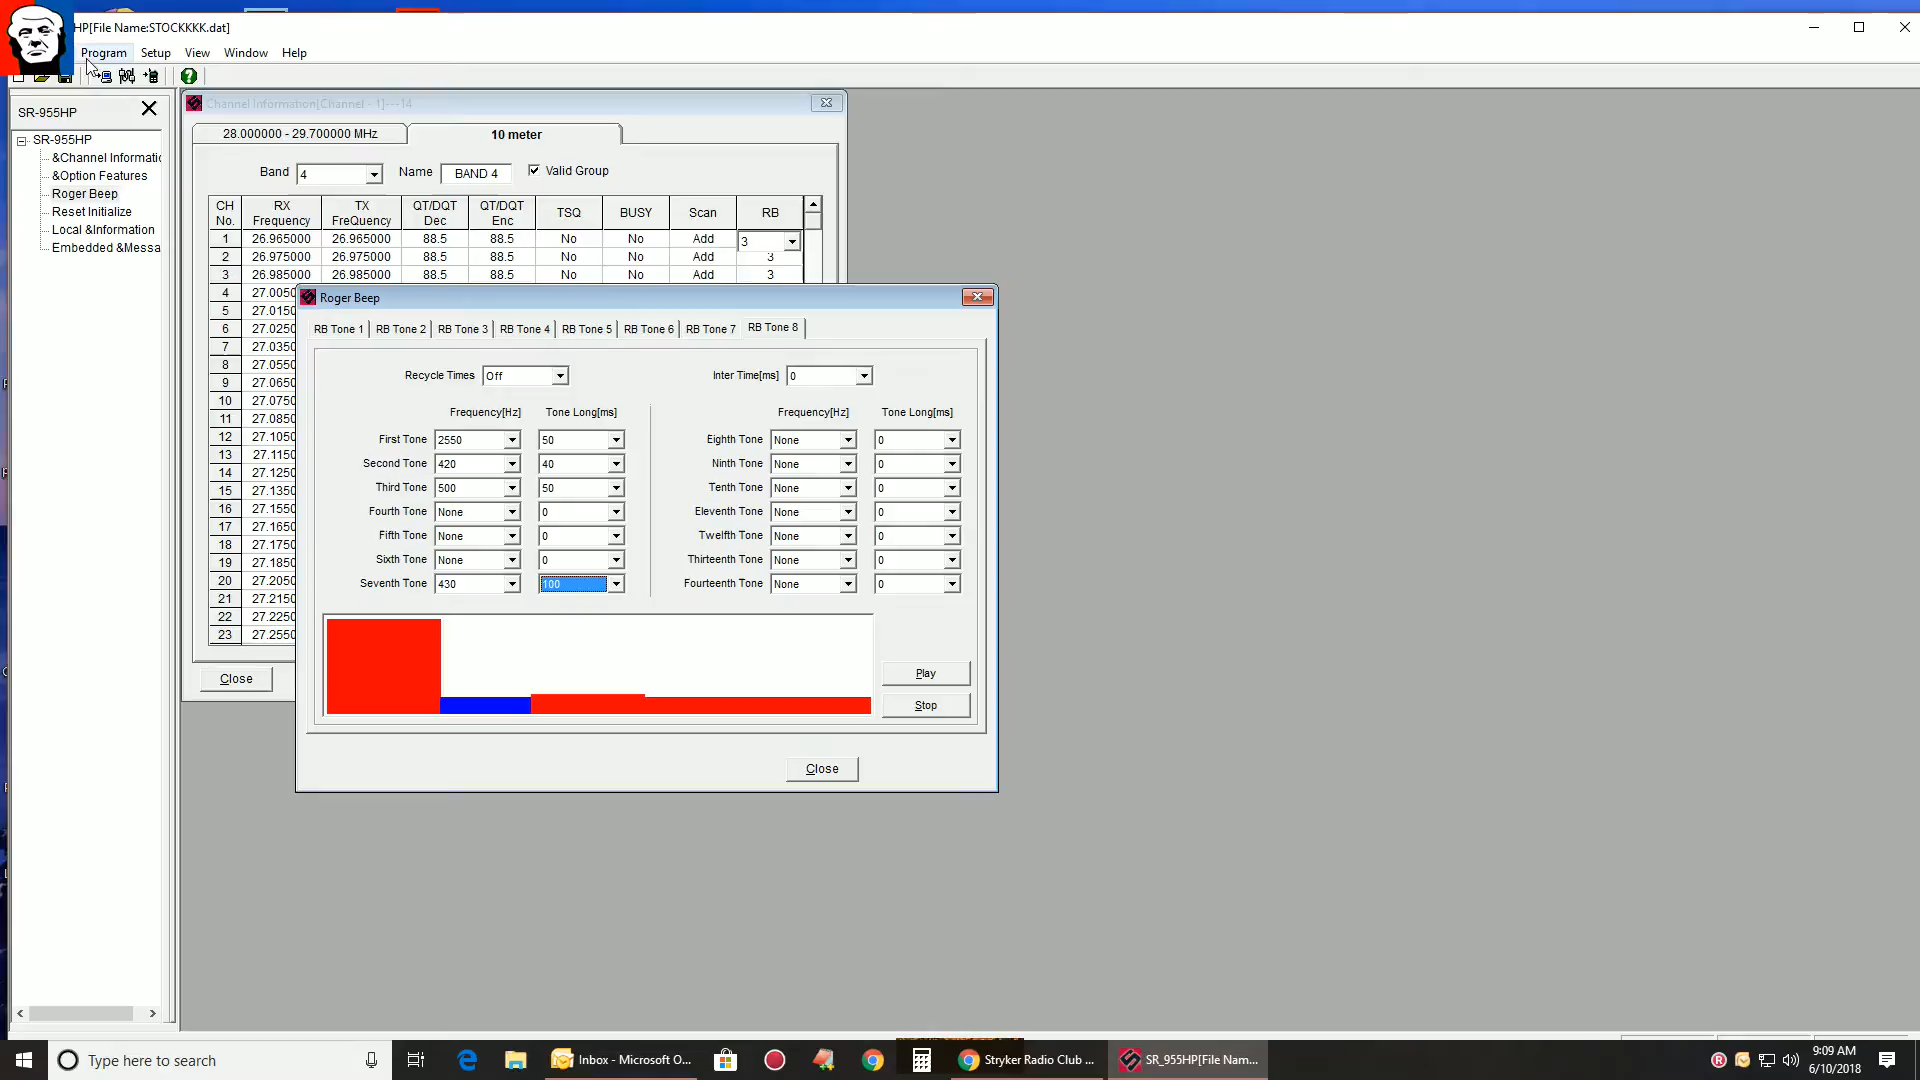 HP[File Name:STOCKKKK.dat]
Program Setup View Window Help
SR-955HP
SR-955HP
&Channel Informatic
&Option Features
Roger Beep
Reset Initialize
Local &Information
Embedded &Messa
Channel Information[Channel - 1]---14
28.000000 - 29.700000 MHz 10 meter
Band 4 Name BAND 4 Valid Group
CH No. RX Frequency TX FreQuency QT/DQT Dec QT/DQT Enc TSQ BUSY Scan RB
1 26.965000 26.965000 88.5 88.5 No No Add 3
2 26.975000 26.975000 88.5 88.5 No No Add 3
3 26.985000 26.985000 88.5 88.5 No No Add 3
4 27.0050
5 27.0150
6 27.0250
7 27.0350
8 27.0550
9 27.0650
10 27.0750
11 27.0850
12 27.1050
13 27.1150
14 27.1250
15 27.1350
16 27.1550
17 27.1650
18 27.1750
19 27.1850
20 27.2050
21 27.2150
22 27.2250
23 27.2550
Close
Roger Beep
RB Tone 1 RB Tone 2 RB Tone 3 RB Tone 4 RB Tone 5 RB Tone 6 RB Tone 7 RB Tone 8
Recycle Times Off Inter Time[ms] 0
Frequency[Hz] Tone Long[ms] Frequency[Hz] Tone Long[ms]
First Tone 2550 50 Eighth Tone None 0
Second Tone 420 40 Ninth Tone None 0
Third Tone 500 50 Tenth Tone None 0
Fourth Tone None 0 Eleventh Tone None 0
Fifth Tone None 0 Twelfth Tone None 0
Sixth Tone None 0 Thirteenth Tone None 0
Seventh Tone 430 100 Fourteenth Tone None 0
Play
Stop
Close
Type here to search
Inbox - Microsoft O...
Stryker Radio Club ...
SR_955HP[File Nam...
9:09 AM
6/10/2018